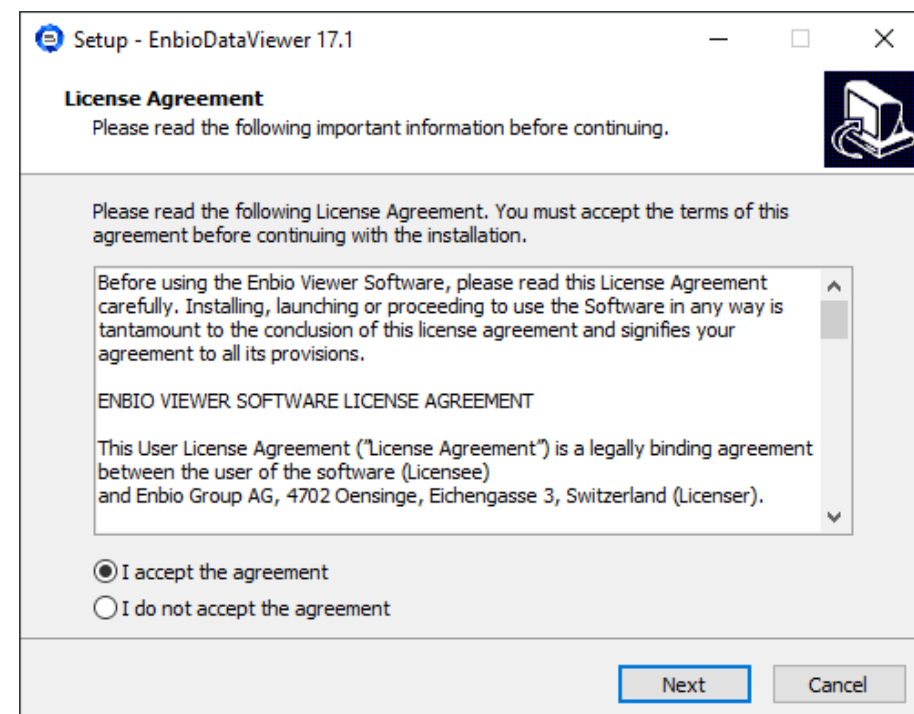 Setup - EnbioDataViewer 17.1
License Agreement
Please read the following important information before continuing.
Please read the following License Agreement. You must accept the terms of this
agreement before continuing with the installation.
Before using the Enbio Viewer Software, please read this License Agreement
carefully. Installing, launching or proceeding to use the Software in any way is
tantamount to the conclusion of this license agreement and signifies your
agreement to all its provisions.
ENBIO VIEWER SOFTWARE LICENSE AGREEMENT
This User License Agreement (”License Agreement”) is a legally binding agreement
between the user of the software (Licensee)
and Enbio Group AG, 4702 Oensinge, Eichengasse 3, Switzerland (Licenser).
I accept the agreement
I do not accept the agreement
Next
Cancel